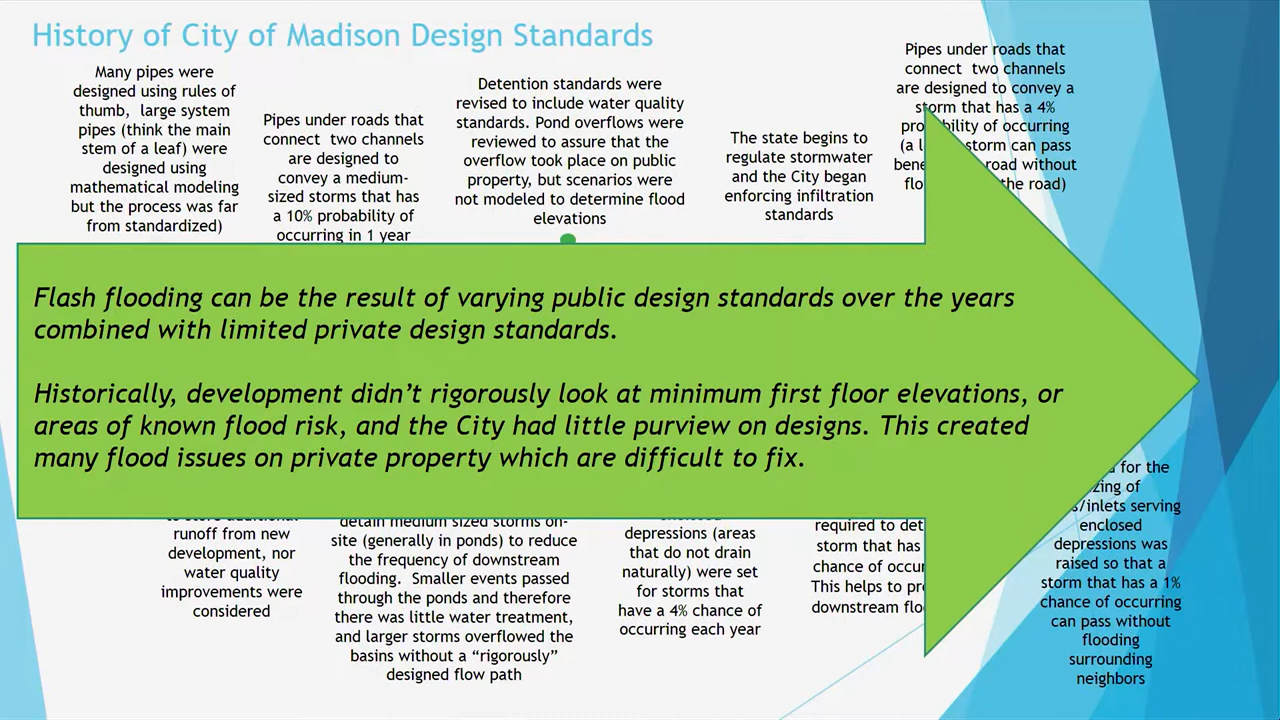 History of City of Madison Design Standards
Many pipes were
designed using rules of
thumb, large system
pipes (think the main
stem of a leaf) were
designed using
mathematical modeling
but the process was far
from standardized)
Pipes under roads that
connect two channels
are designed to
convey a medium-
sized storms that has
a 10% probability of
occurring in 1 year
Detention standards were
revised to include water quality
standards. Pond overflows were
reviewed to assure that the
overflow took place on public
property, but scenarios were
not modeled to determine flood
elevations
The state begins to
regulate stormwater
and the City began
enforcing infiltration
standards
Pipes under roads that
connect two channels
are designed to convey a
storm that has a 4%
of occurring
(a storm can pass
road without
the road)
Flash flooding can be the result of varying public design standards over the years
combined with limited private design standards.
Historically, development didn't rigorously look at minimum first floor elevations, or
areas of known flood risk, and the City had little purview on designs. This created
many flood issues on private property which are difficult to fix.
to store additional
runoff from new
development, nor
water quality
improvements were
considered
detain medium sized storms on-
site (generally in ponds) to reduce
the frequency of downstream
flooding. Smaller events passed
through the ponds and therefore
there was little water treatment,
and larger storms overflowed the
basins without a "rigorously"
designed flow path
enclosed
depressions (areas
that do not drain
naturally) were set
for storms that
have a 4% chance of
occurring each year
required to
storm that has
chance of
This helps to
downstream
for the
of
/inlets serving
enclosed
depressions was
raised so that a
storm that has a 1%
chance of occurring
can pass without
flooding
surrounding
neighbors